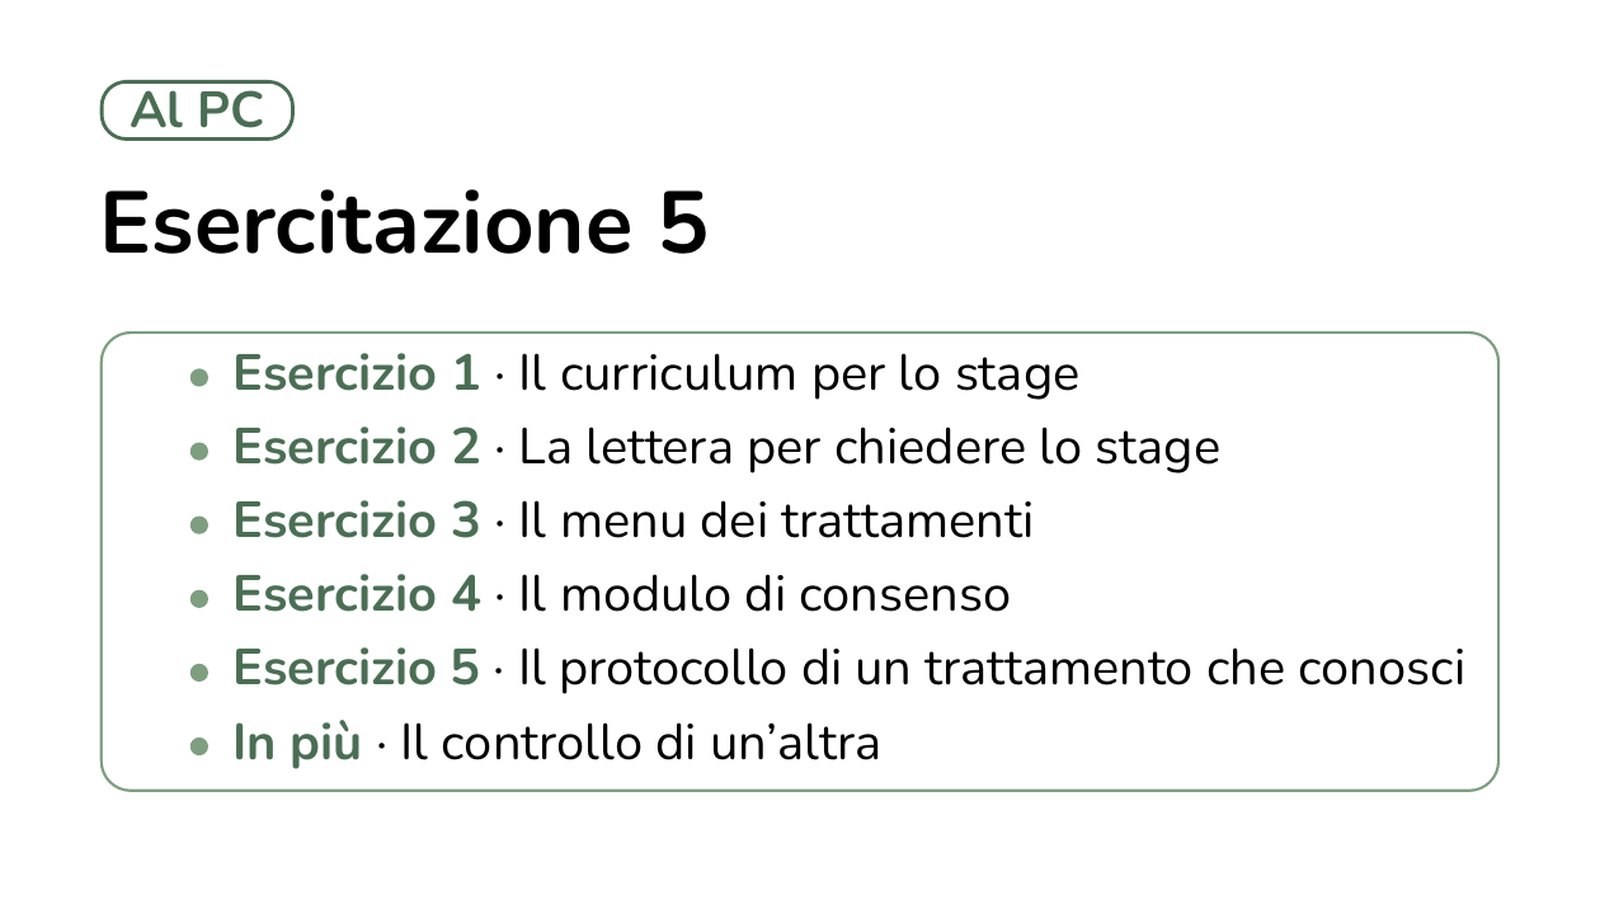 Al PC
Esercitazione 5
• Esercizio 1 · Il curriculum per lo stage
• Esercizio 2 · La lettera per chiedere lo stage
• Esercizio 3 · Il menu dei trattamenti
• Esercizio 4 · Il modulo di consenso
• Esercizio 5 · Il protocollo di un trattamento che conosci
• In più · Il controllo di un’altra